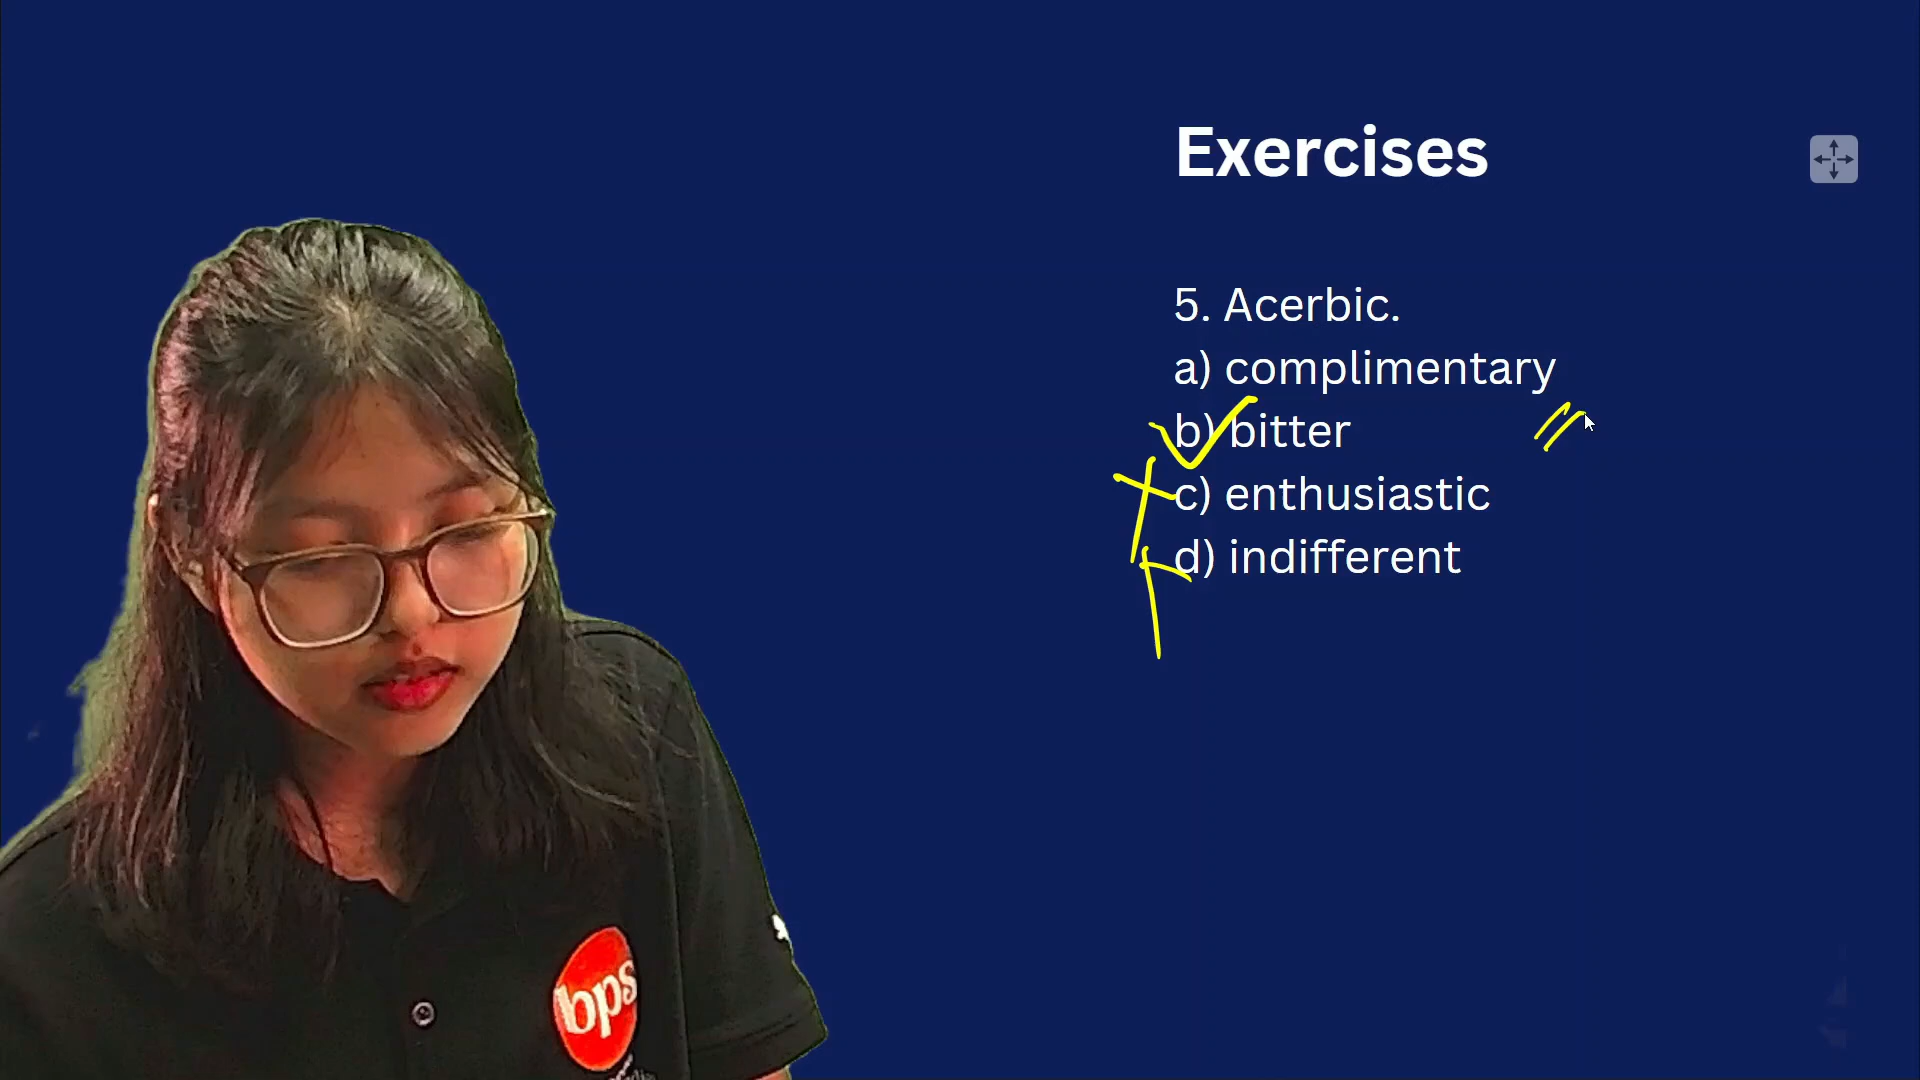 Exercises
5. Acerbic.
a) complimentary
b) bitter
c) enthusiastic
d) indifferent
bps